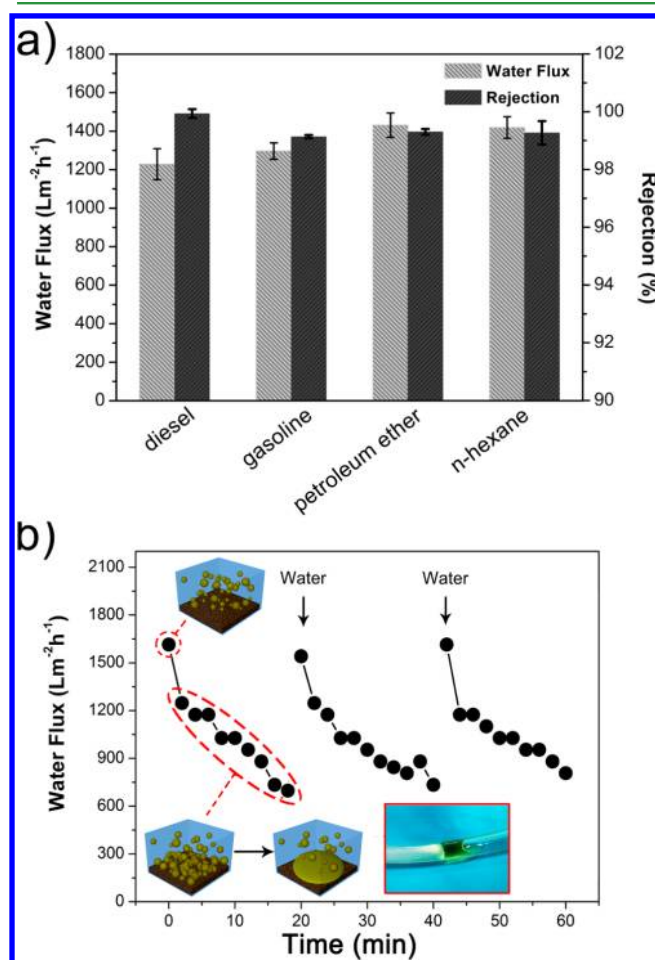 a)
1800
1600
1400
1200
1000
800
600
400
200
0
Water Flux (Lm-2h-1)
Water Flux
Rejection
102
100
98
96
94
92
90
Rejection (%)
diesel
gasoline
petroleum ether
n-hexane
b)
2100
1800
1500
1200
900
600
300
0
Water Flux (Lm-2h-1)
Water
Water
0 10 20 30 40 50 60
Time (min)